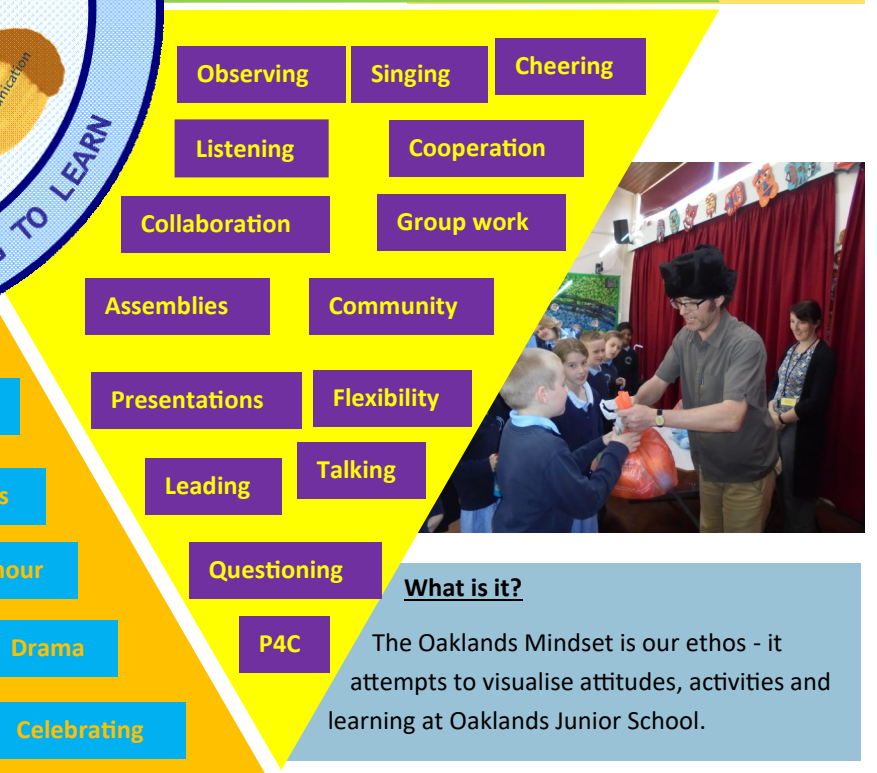 TO LEARN
Observing
Singing
Cheering
Listening
Cooperation
Collaboration
Group work
Assemblies
Community
Presentations
Flexibility
Leading
Talking
Questioning
P4C
Drama
Celebrating
What is it?
The Oaklands Mindset is our ethos - it
attempts to visualise attitudes, activities and
learning at Oaklands Junior School.